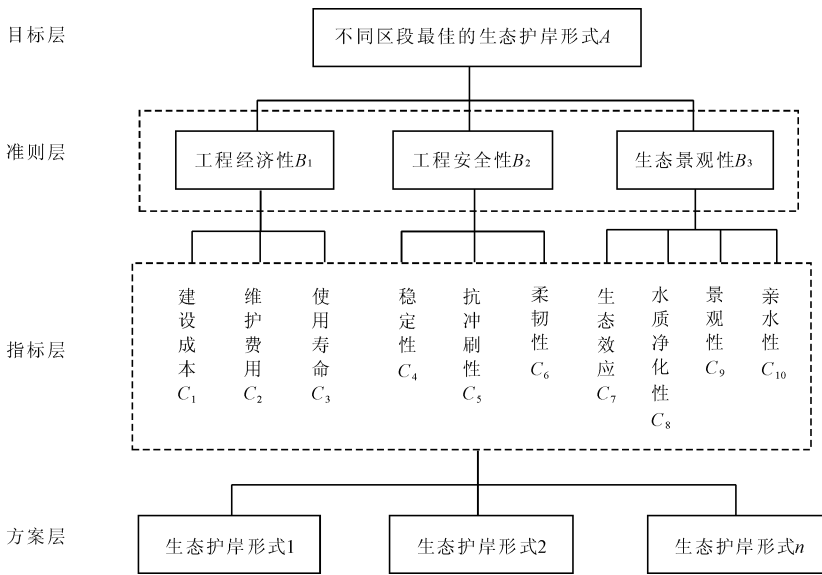 目标层
不同区段最佳的生态护岸形式A
准则层
工程经济性B₁
工程安全性B₂
生态景观性B₃
指标层
建设成本C₁
维护费用C₂
使用寿命C₃
稳定性C₄
抗冲刷性C₅
柔韧性C₆
生态效应C₇
水质净化性C₈
景观性C₉
亲水性C₁₀
方案层
生态护岸形式1
生态护岸形式2
生态护岸形式n